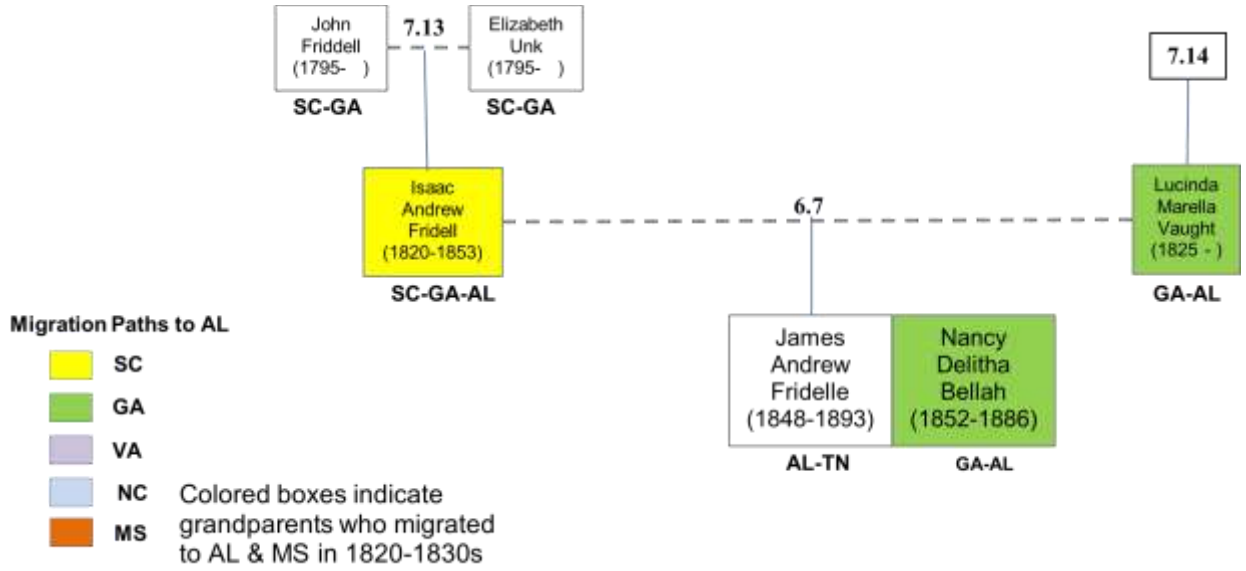 John
Friddell
(1795-   )
7.13
Elizabeth
Unk
(1795-   )
7.14
SC-GA
SC-GA
Isaac
Andrew
Fridell
(1820-1853)
6.7
Lucinda
Marella
Vaught
(1825 - )
SC-GA-AL
GA-AL
James
Andrew
Fridelle
(1848-1893)
Nancy
Delitha
Bellah
(1852-1886)
AL-TN
GA-AL
Migration Paths to AL
SC
GA
VA
NC
MS
Colored boxes indicate
grandparents who migrated
to AL & MS in 1820-1830s